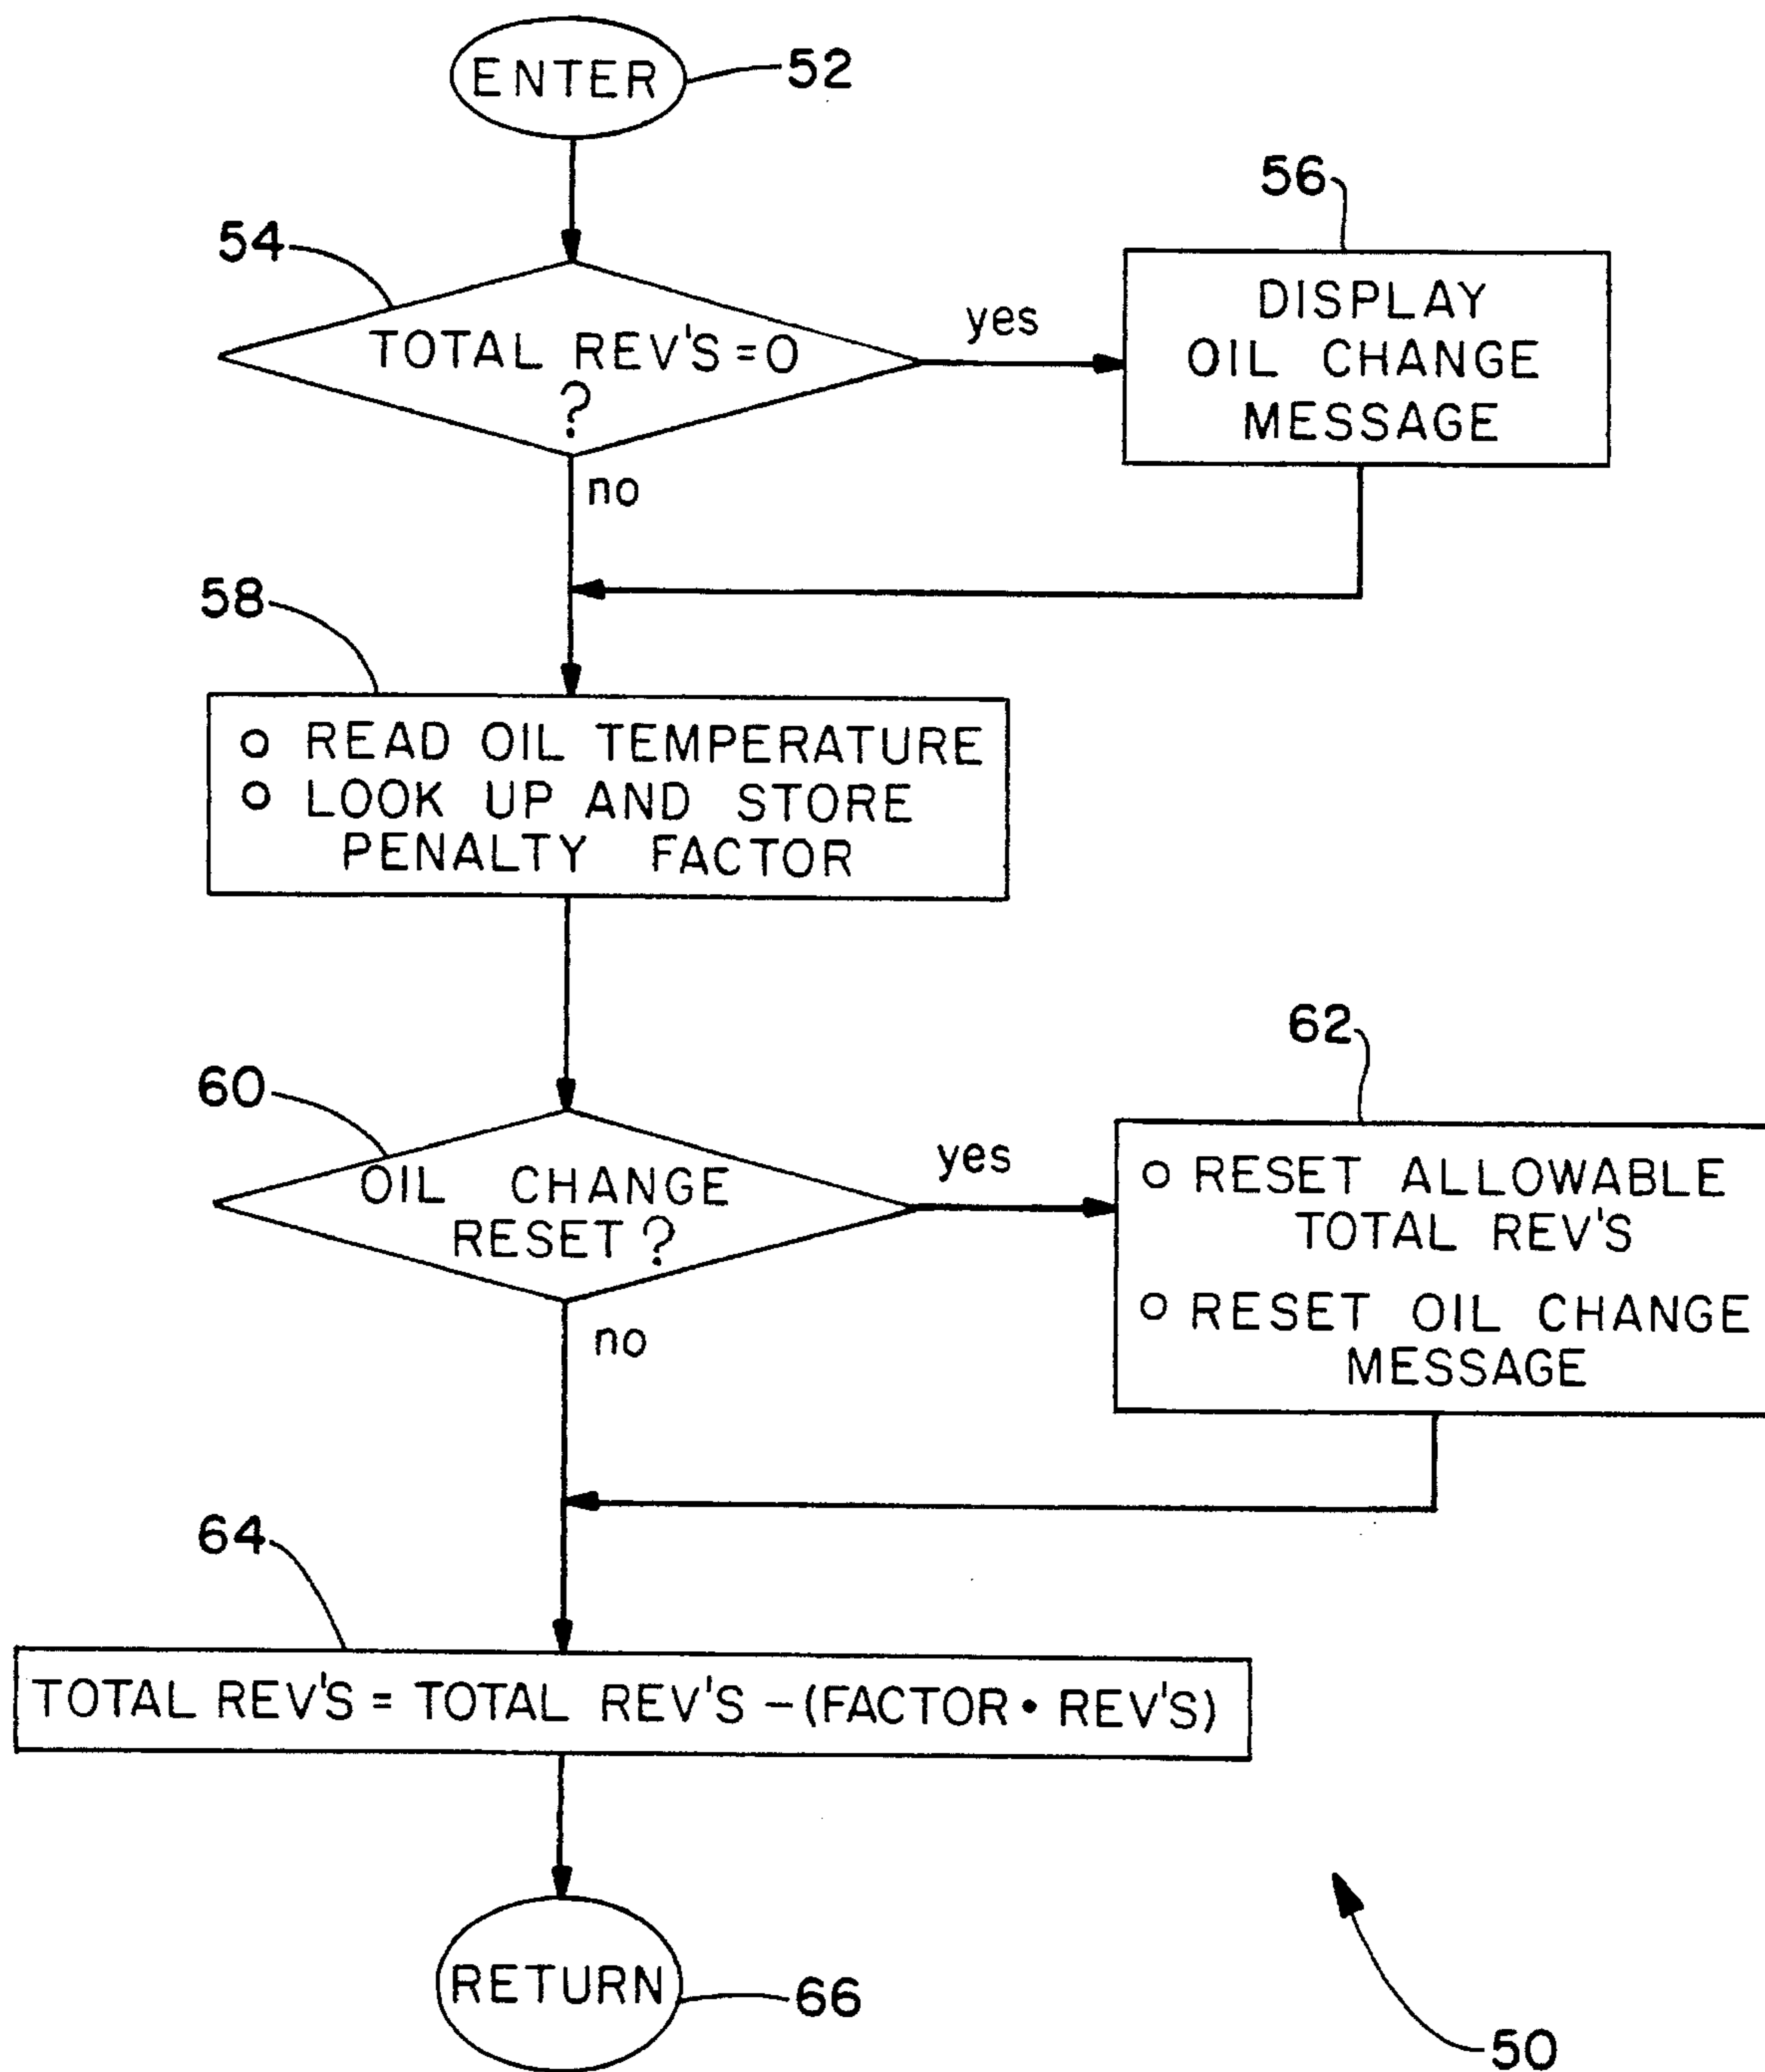 ENTER
52
54
TOTAL REV'S = 0
?
yes
56
DISPLAY
OIL CHANGE
MESSAGE
no
58
○ READ OIL TEMPERATURE
○ LOOK UP AND STORE
PENALTY FACTOR
60
OIL CHANGE
RESET ?
yes
62
○ RESET ALLOWABLE
TOTAL REV'S
○ RESET OIL CHANGE
MESSAGE
no
64
TOTAL REV'S = TOTAL REV'S – (FACTOR • REV'S)
RETURN
66
50